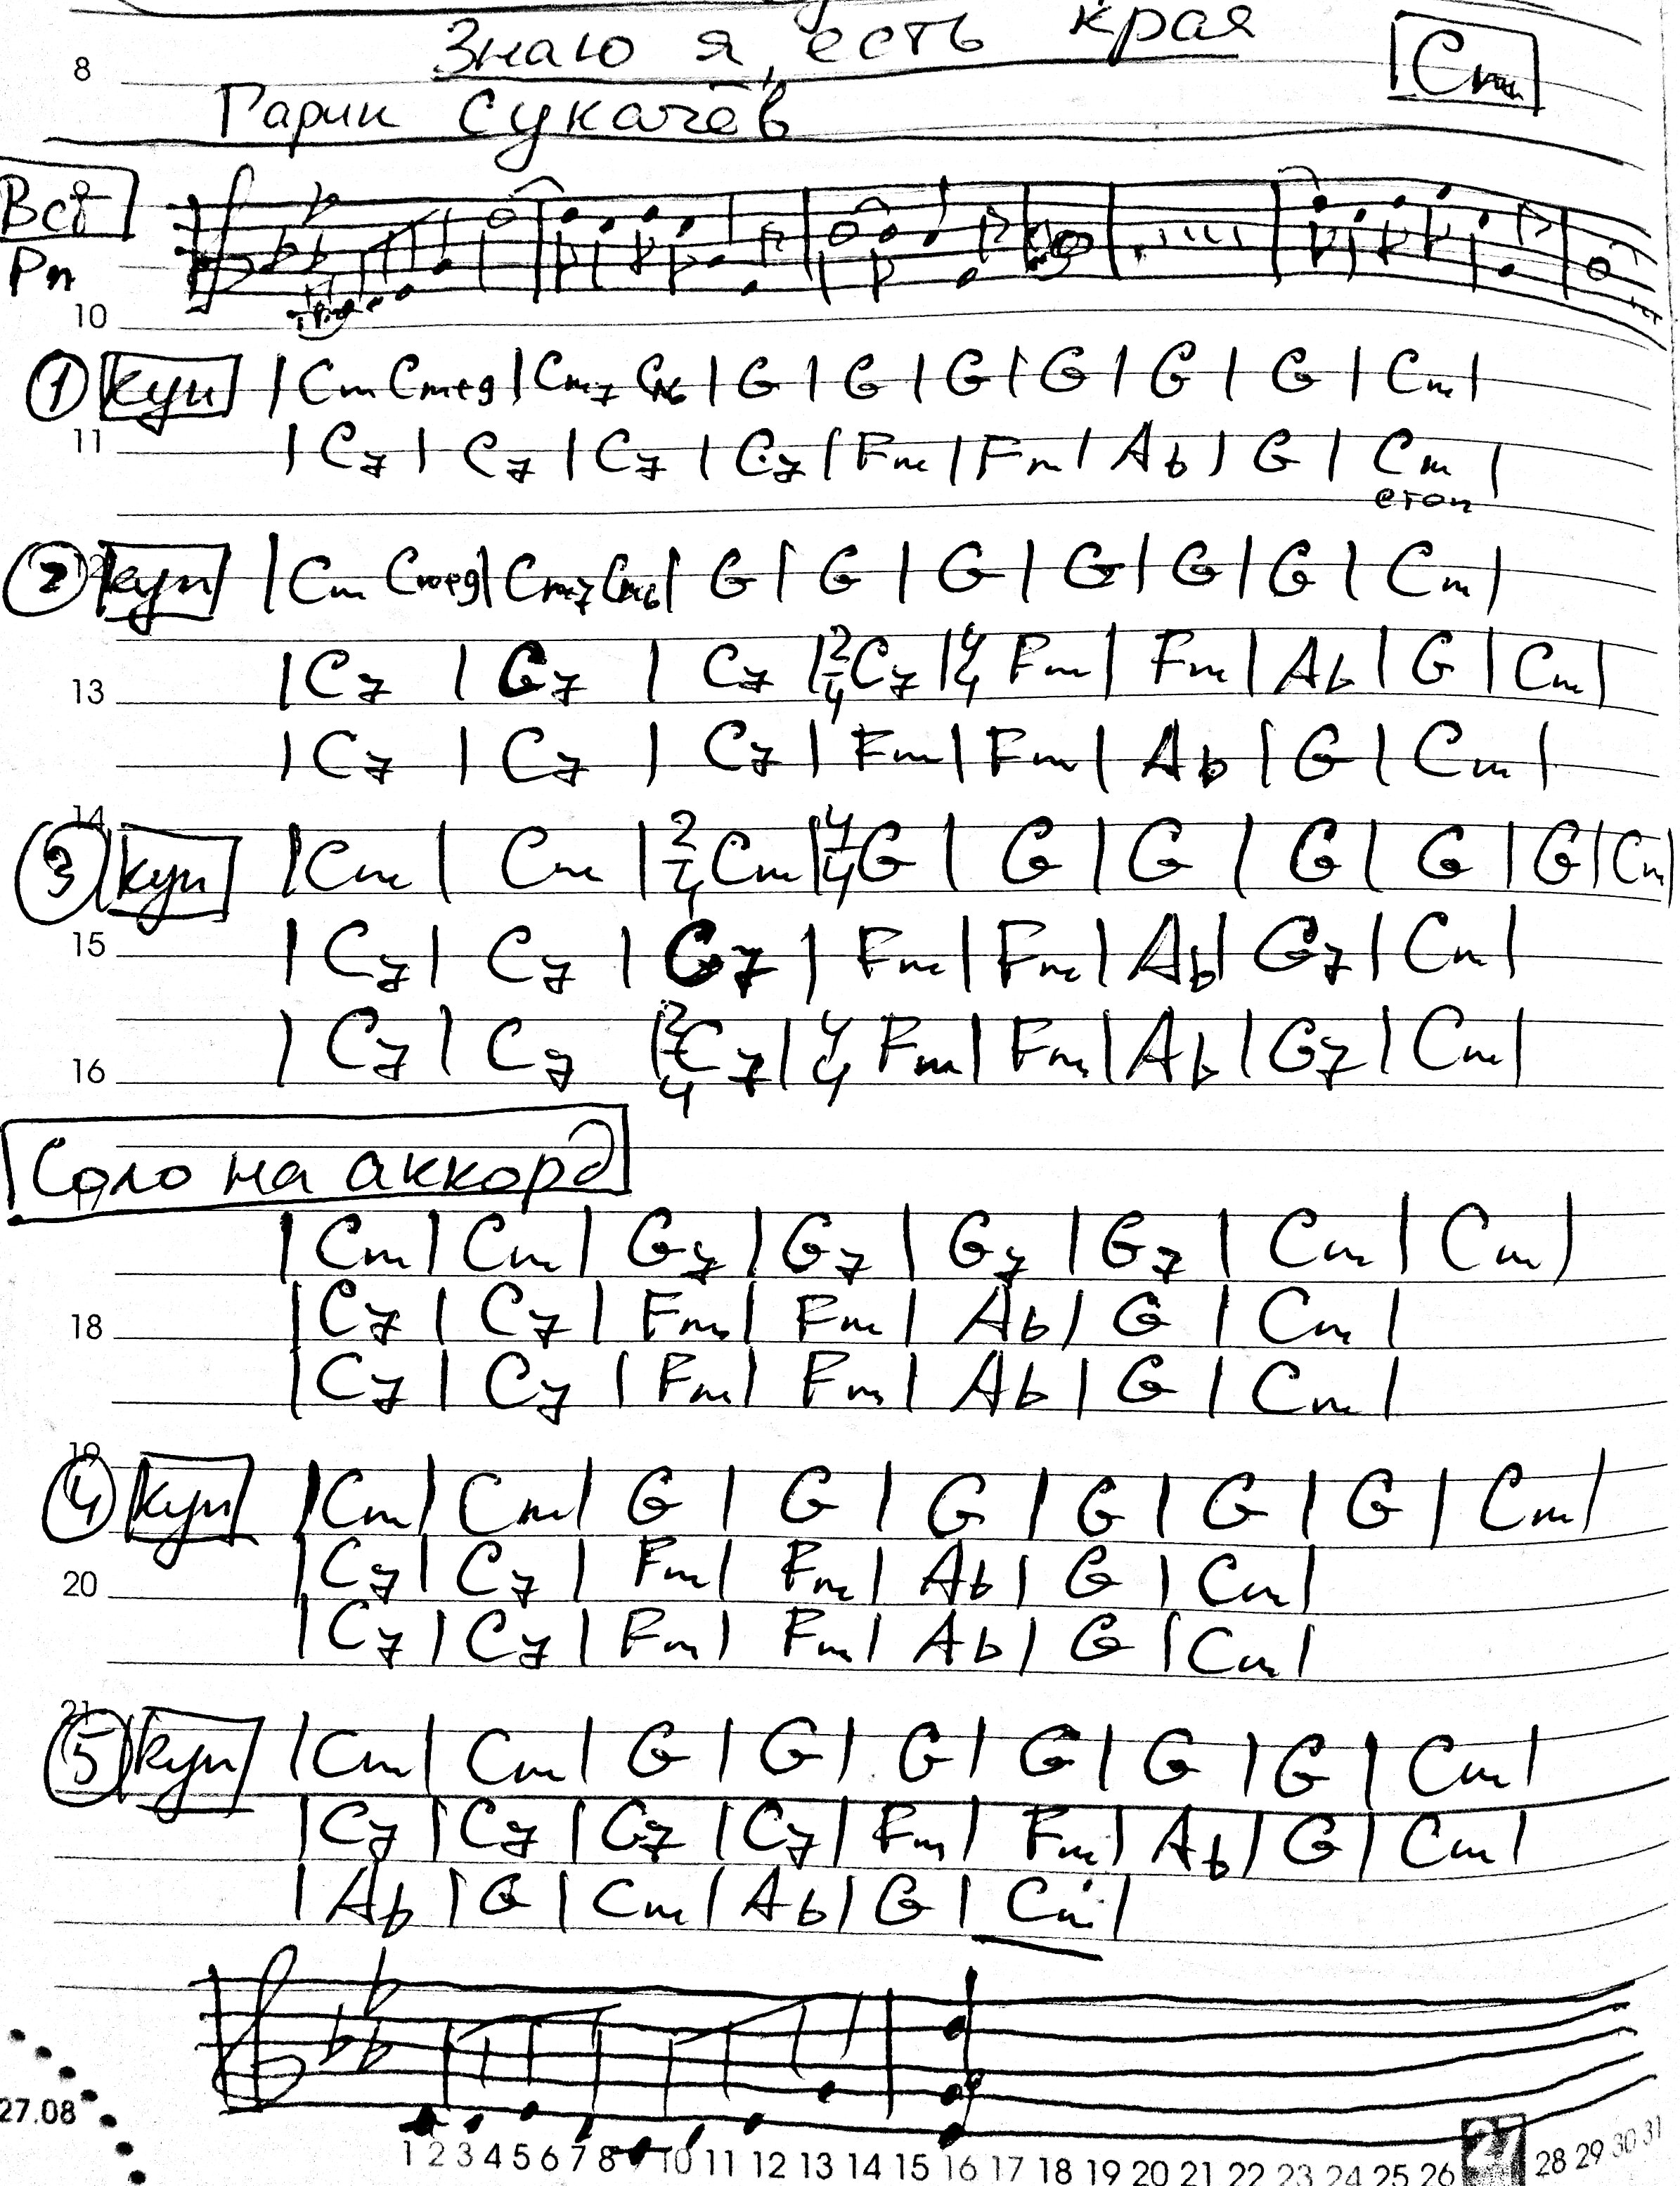 8 Знаю я, есть края Cm
Гарик Сукачёв
Вст
Рп
10
① куп | Cm Cm+9 | Cm7 Cm6 | G | G | G | G | G | G | Cm |
11 | C7 | C7 | C7 | C7 | Fm | Fm | Ab | G | Cm |
стоп
② куп | Cm Cm+9 | Cm7 Cm6 | G | G | G | G | G | G | Cm |
13 | C7 | C7 | C7 | 2/4 C7 | 4/4 Fm | Fm | Ab | G | Cm |
| C7 | C7 | C7 | Fm | Fm | Ab | G | Cm |
14
③ куп | Cm | Cm | 2/4 Cm | 4/4 G | G | G | G | G | G | Cm |
15 | C7 | C7 | C7 | Fm | Fm | Ab | G7 | Cm |
16 | C7 | C7 | 2/4 C7 | 4/4 Fm | Fm | Ab | G7 | Cm |
Соло на аккорд
| Cm | Cm | G7 | G7 | G7 | G7 | Cm | Cm |
18 | C7 | C7 | Fm | Fm | Ab | G | Cm |
| C7 | C7 | Fm | Fm | Ab | G | Cm |
19
④ куп | Cm | Cm | G | G | G | G | G | G | Cm |
20 | C7 | C7 | Fm | Fm | Ab | G | Cm |
| C7 | C7 | Fm | Fm | Ab | G | Cm |
21
⑤ куп | Cm | Cm | G | G | G | G | G | G | Cm |
| C7 | C7 | C7 | C7 | Fm | Fm | Ab | G | Cm |
| Ab | G | Cm | Ab | G | Cm |
27.08
1 2 3 4 5 6 7 8 9 10 11 12 13 14 15 16 17 18 19 20 21 22 23 24 25 26 27 28 29 30 31